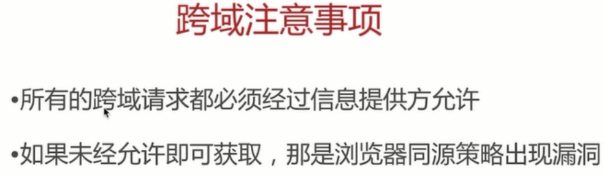 跨域注意事项
•所有的跨域请求都必须经过信息提供方允许
•如果未经允许即可获取，那是浏览器同源策略出现漏洞